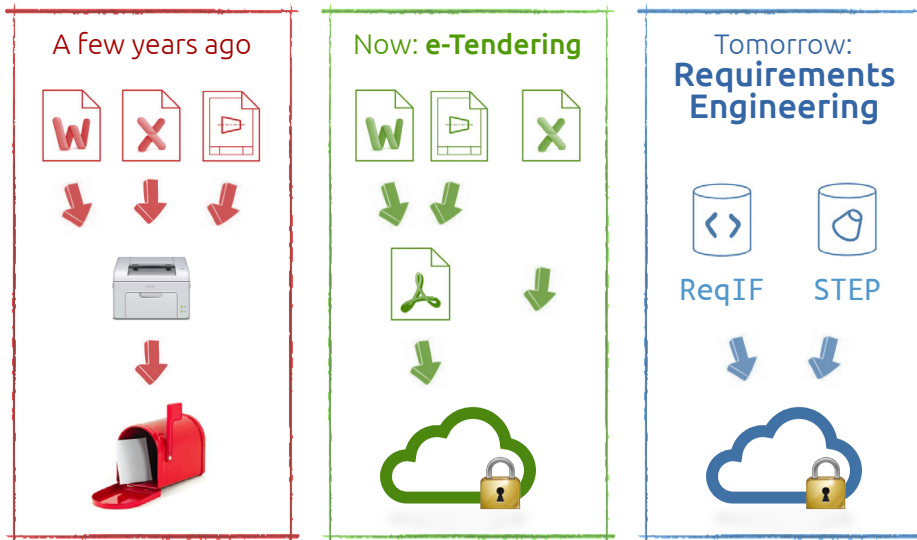 A few years ago
W X
Now: e-Tendering
W X
Tomorrow:
Requirements
Engineering
ReqIF STEP